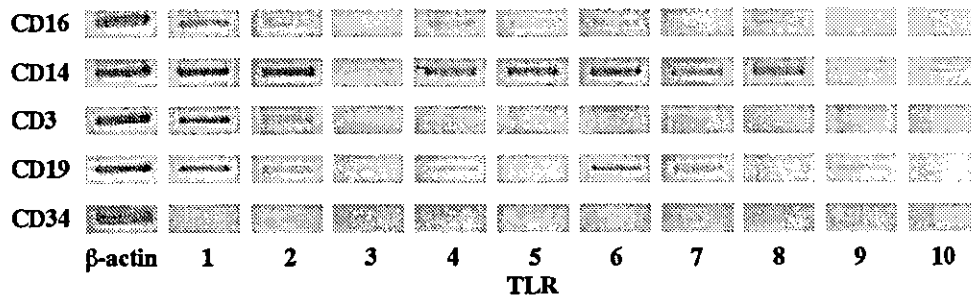 CD16
CD14
CD3
CD19
CD34
β-actin 1 2 3 4 5 6 7 8 9 10
TLR